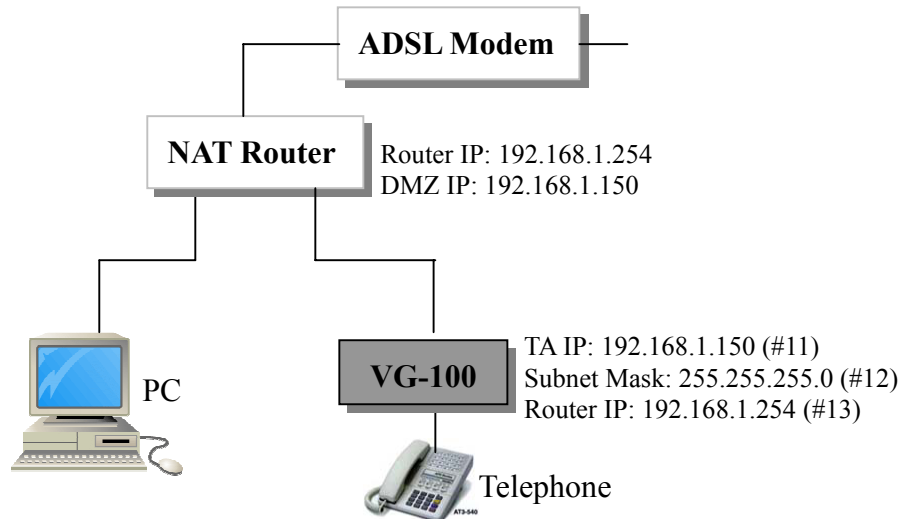 ADSL Modem
NAT Router
Router IP: 192.168.1.254
DMZ IP: 192.168.1.150
PC
VG-100
TA IP: 192.168.1.150 (#11)
Subnet Mask: 255.255.255.0 (#12)
Router IP: 192.168.1.254 (#13)
Telephone
AT3-540